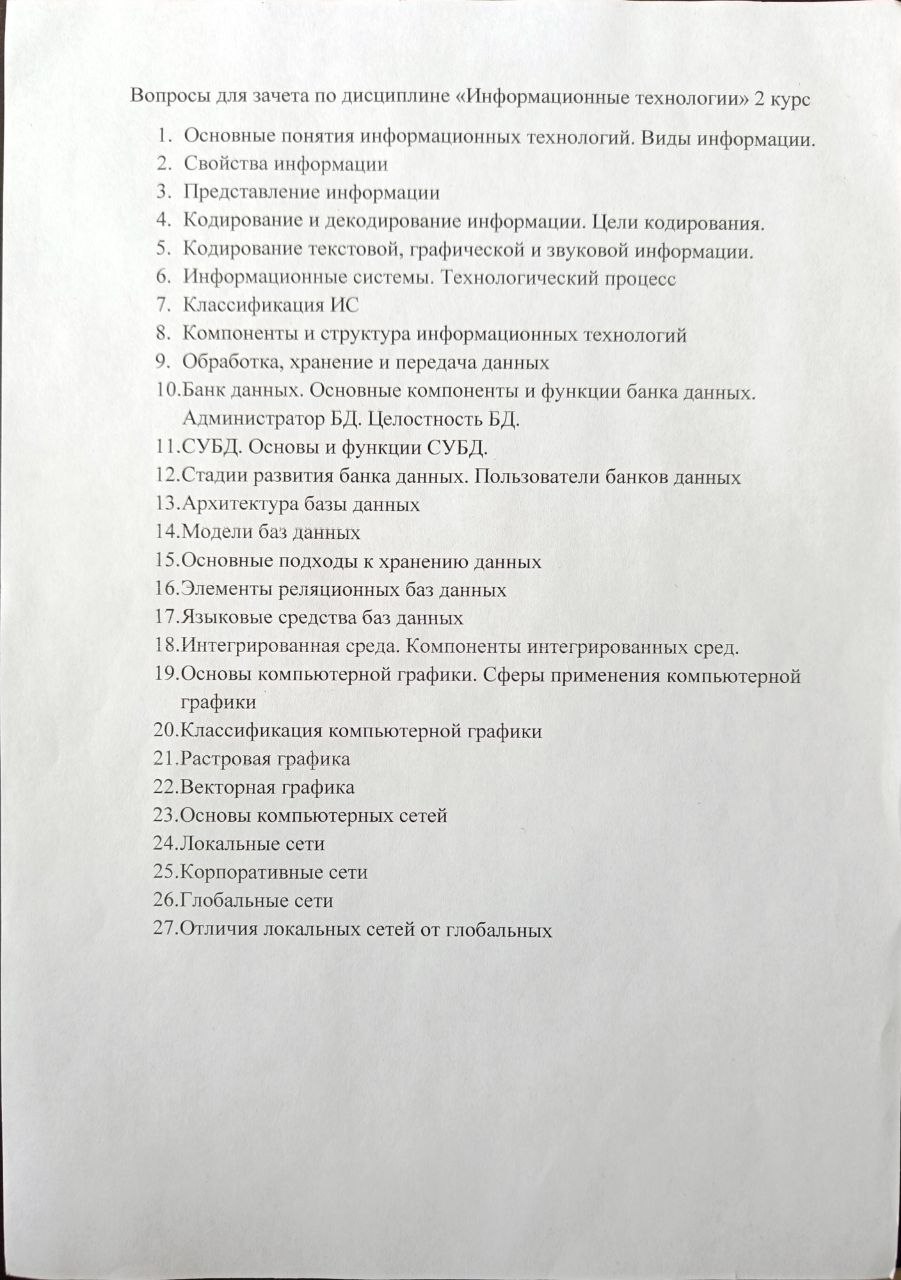 Вопросы для зачета по дисциплине «Информационные технологии» 2 курс
1. Основные понятия информационных технологий. Виды информации.
2. Свойства информации
3. Представление информации
4. Кодирование и декодирование информации. Цели кодирования.
5. Кодирование текстовой, графической и звуковой информации.
6. Информационные системы. Технологический процесс
7. Классификация ИС
8. Компоненты и структура информационных технологий
9. Обработка, хранение и передача данных
10.Банк данных. Основные компоненты и функции банка данных.
Администратор БД. Целостность БД.
11.СУБД. Основы и функции СУБД.
12.Стадии развития банка данных. Пользователи банков данных
13.Архитектура базы данных
14.Модели баз данных
15.Основные подходы к хранению данных
16.Элементы реляционных баз данных
17.Языковые средства баз данных
18.Интегрированная среда. Компоненты интегрированных сред.
19.Основы компьютерной графики. Сферы применения компьютерной
графики
20.Классификация компьютерной графики
21.Растровая графика
22.Векторная графика
23.Основы компьютерных сетей
24.Локальные сети
25.Корпоративные сети
26.Глобальные сети
27.Отличия локальных сетей от глобальных